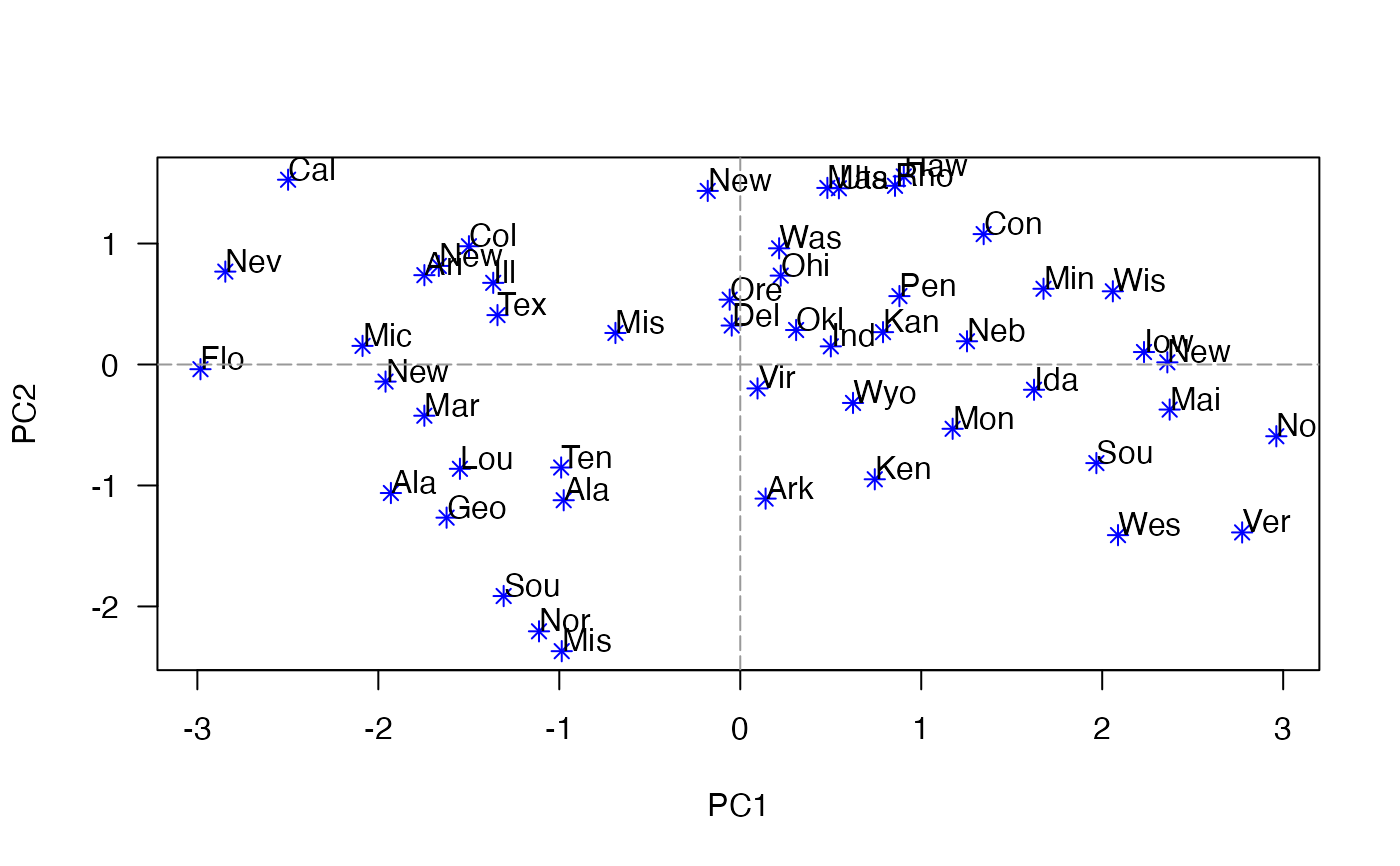 Cal
New
Rho
Haw
Con
Col
Was
Nev
Ari
New
Ill
Ohi
Tex
Ore
Pen
Min
Wis
Mis
Del
Okl
Ind
Kan
Neb
Mic
Iow
New
Flo
New
Vir
Ida
Mar
Wyo
Mon
Mai
No
Lou
Ten
Ken
Sou
Ala
Ala
Ark
Geo
Wes
Ver
Sou
Nor
Mis
1
0
-1
-2
PC2
-3 -2 -1 0 1 2 3
PC1